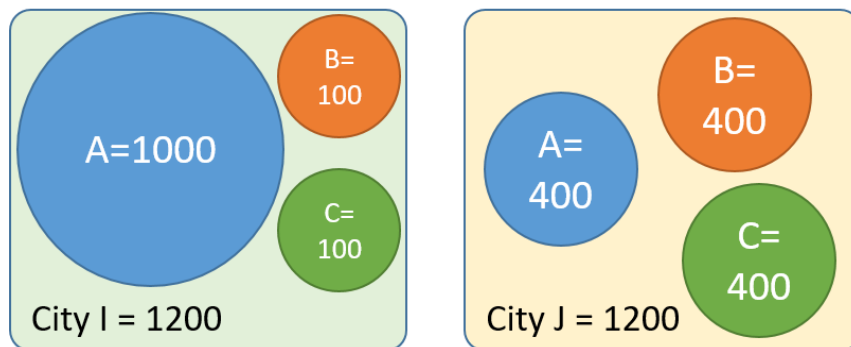 A=1000
B=
100
C=
100
City I = 1200
A=
400
B=
400
C=
400
City J = 1200